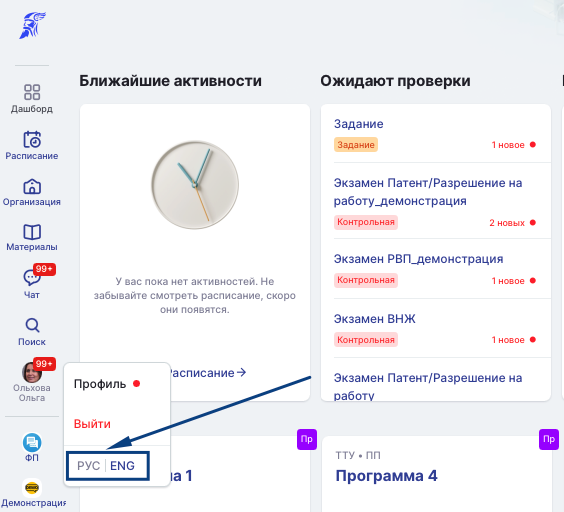 Дашборд
Расписание
Организация
Материалы
99+
Чат
Поиск
99+
Ольхова
Ольга
ФП
Демонстрация
Профиль
Выйти
РУС | ENG
Ближайшие активности
У вас пока нет активностей. Не
забывайте смотреть расписание, скоро
они появятся.
Расписание
Ожидают проверки
Задание
Задание
1 новое
Экзамен Патент/Разрешение на
работу_демонстрация
Контрольная
2 новых
Экзамен РВП_демонстрация
Контрольная
1 новое
Экзамен ВНЖ
Контрольная
1 новое
Экзамен Патент/Разрешение на
работу
Пр
а 1
Пр
ТТУ • ПП
Программа 4